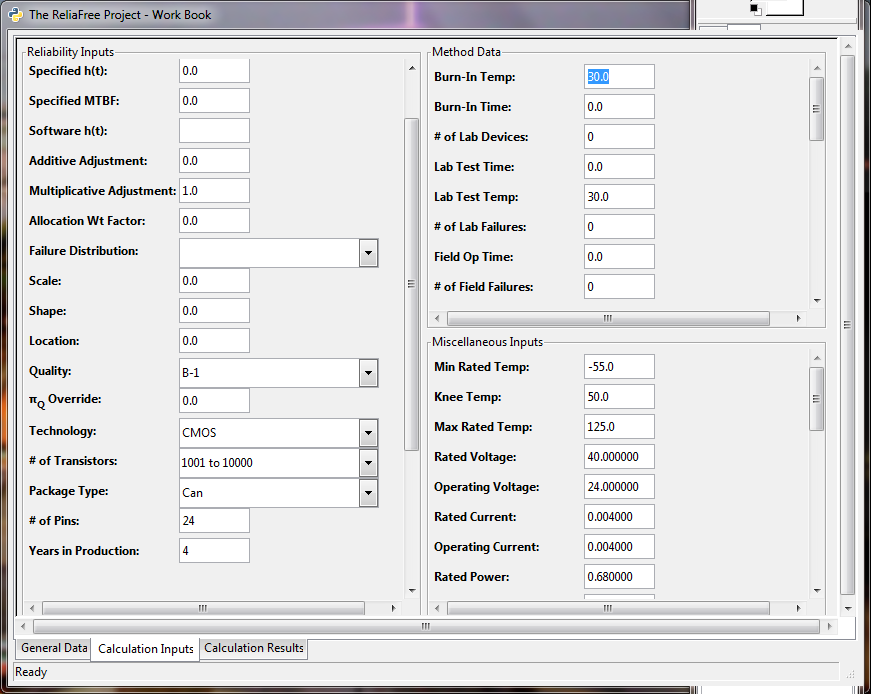 The ReliaFree Project - Work Book
Reliability Inputs
Specified h(t): 0.0
Specified MTBF: 0.0
Software h(t):
Additive Adjustment: 0.0
Multiplicative Adjustment: 1.0
Allocation Wt Factor: 0.0
Failure Distribution:
Scale: 0.0
Shape: 0.0
Location: 0.0
Quality: B-1
πQ Override: 0.0
Technology: CMOS
# of Transistors: 1001 to 10000
Package Type: Can
# of Pins: 24
Years in Production: 4
Method Data
Burn-In Temp: 30.0
Burn-In Time: 0.0
# of Lab Devices: 0
Lab Test Time: 0.0
Lab Test Temp: 30.0
# of Lab Failures: 0
Field Op Time: 0.0
# of Field Failures: 0
Miscellaneous Inputs
Min Rated Temp: -55.0
Knee Temp: 50.0
Max Rated Temp: 125.0
Rated Voltage: 40.000000
Operating Voltage: 24.000000
Rated Current: 0.004000
Operating Current: 0.004000
Rated Power: 0.680000
General Data Calculation Inputs Calculation Results
Ready